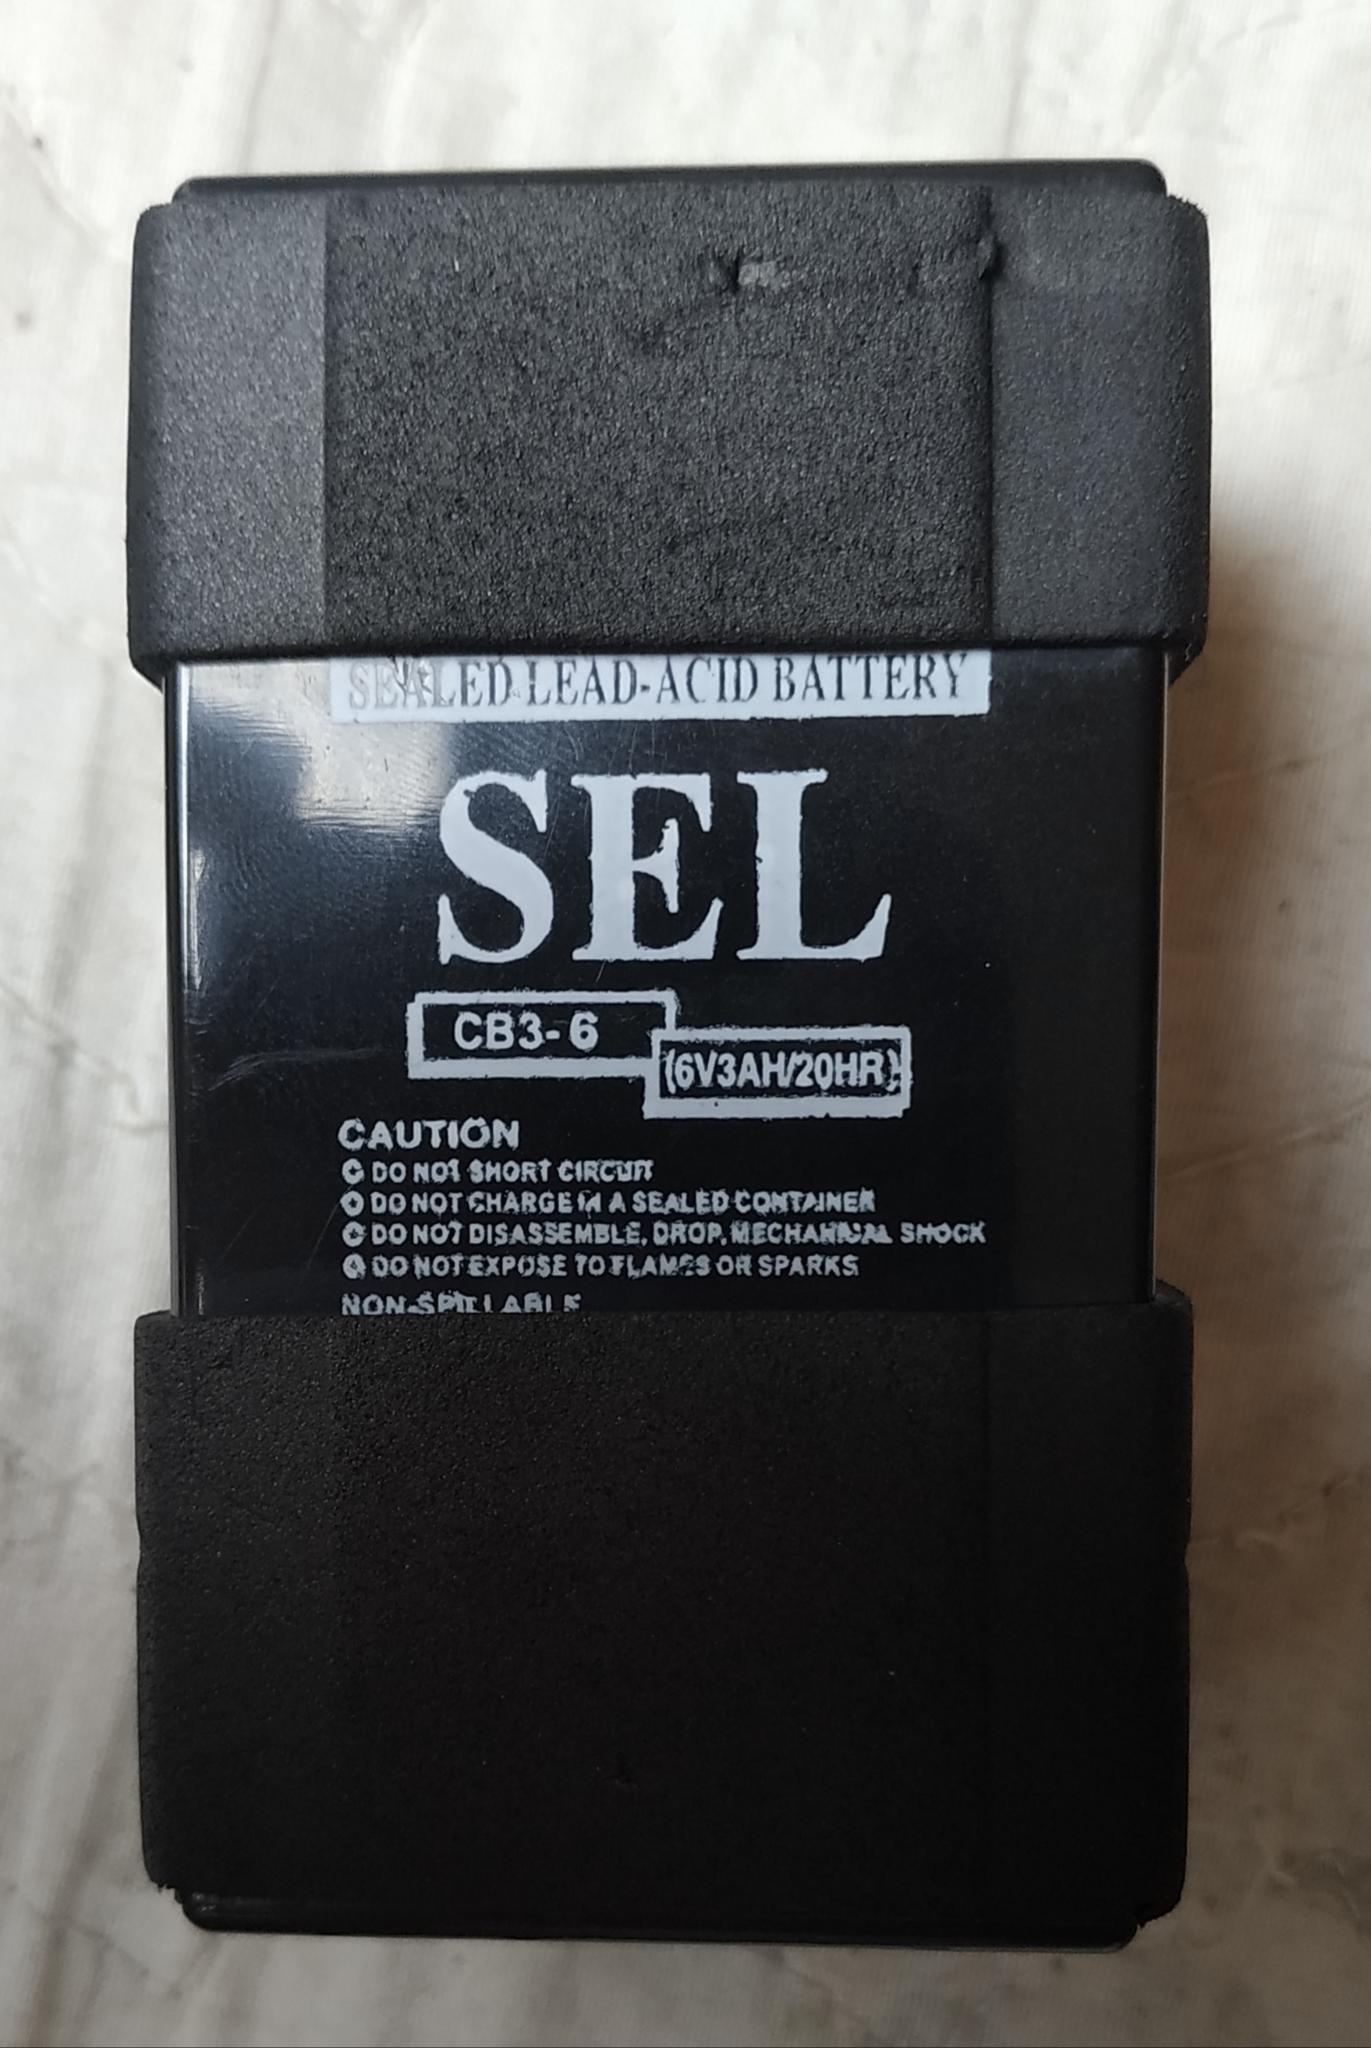 SEALED LEAD-ACID BATTERY
SEL
CB3-6
(6V3AH/20HR)
CAUTION
DO NOT SHORT CIRCUIT
DO NOT CHARGE IN A SEALED CONTAINER
DO NOT DISASSEMBLE, DROP, MECHANICAL SHOCK
DO NOT EXPOSE TO FLAMES OR SPARKS
NON-SPILLABLE